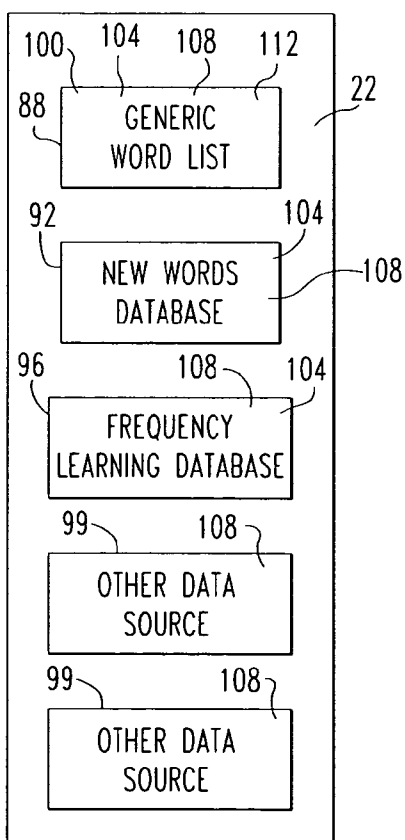 100 104 108 112
22
88
GENERIC
WORD LIST
92 104
NEW WORDS
108
DATABASE
96 108 104
FREQUENCY
LEARNING DATABASE
99 108
OTHER DATA
SOURCE
99 108
OTHER DATA
SOURCE